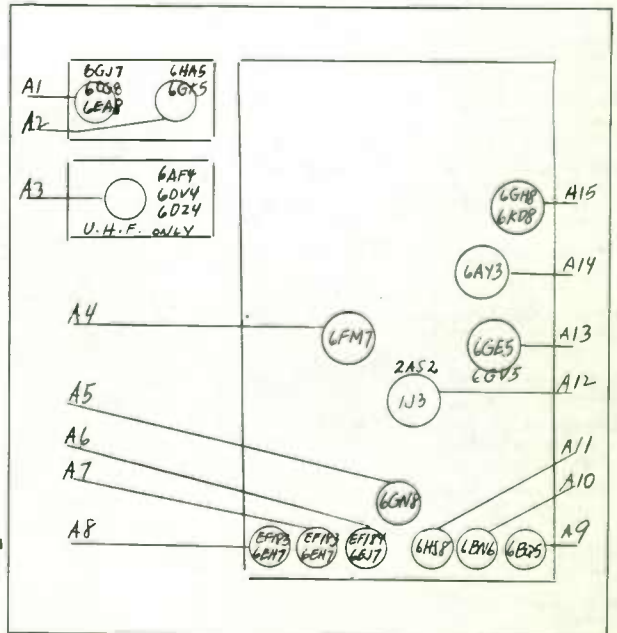 6GJ7 6HA5
A1 6CG8 6GK5
6EA8
A2
A3 6AF4
6DV4
6DZ4
U.H.F. ONLY
6GH8 A15
6KD8
6AY3 A14
A4 6FM7
6GE5 A13
6GV5
2AS2 A12
1J3
A5
A6 A11
A7 A10
6GN8
A8 EF183 EF183 EF184 6HS8 6BN6 6BQ5 A9
6EH7 6EH7 6EJ7